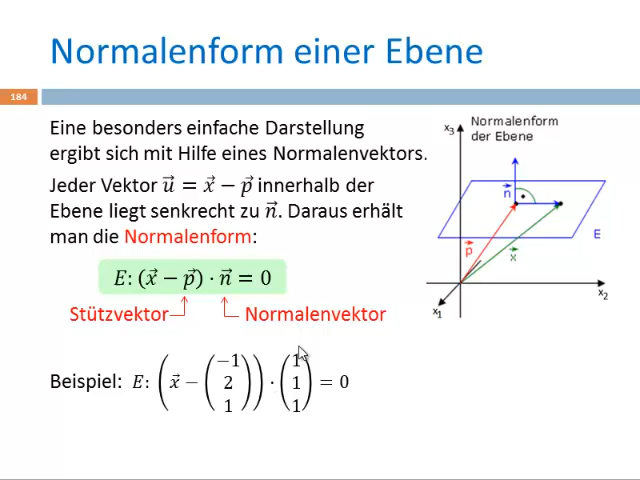 Normalenform einer Ebene
184
Eine besonders einfache Darstellung
ergibt sich mit Hilfe eines Normalenvektors.
Jeder Vektor u⃗ = x⃗ − p⃗ innerhalb der
Ebene liegt senkrecht zu n⃗. Daraus erhält
man die Normalenform:
E: (x⃗ − p⃗) · n⃗ = 0
Stützvektor Normalenvektor
Beispiel: E: (x⃗ − (−1 2 1)) · (1 1 1) = 0
Normalenform
der Ebene
x₃
n⃗
E
p⃗
x⃗
x₂
x₁